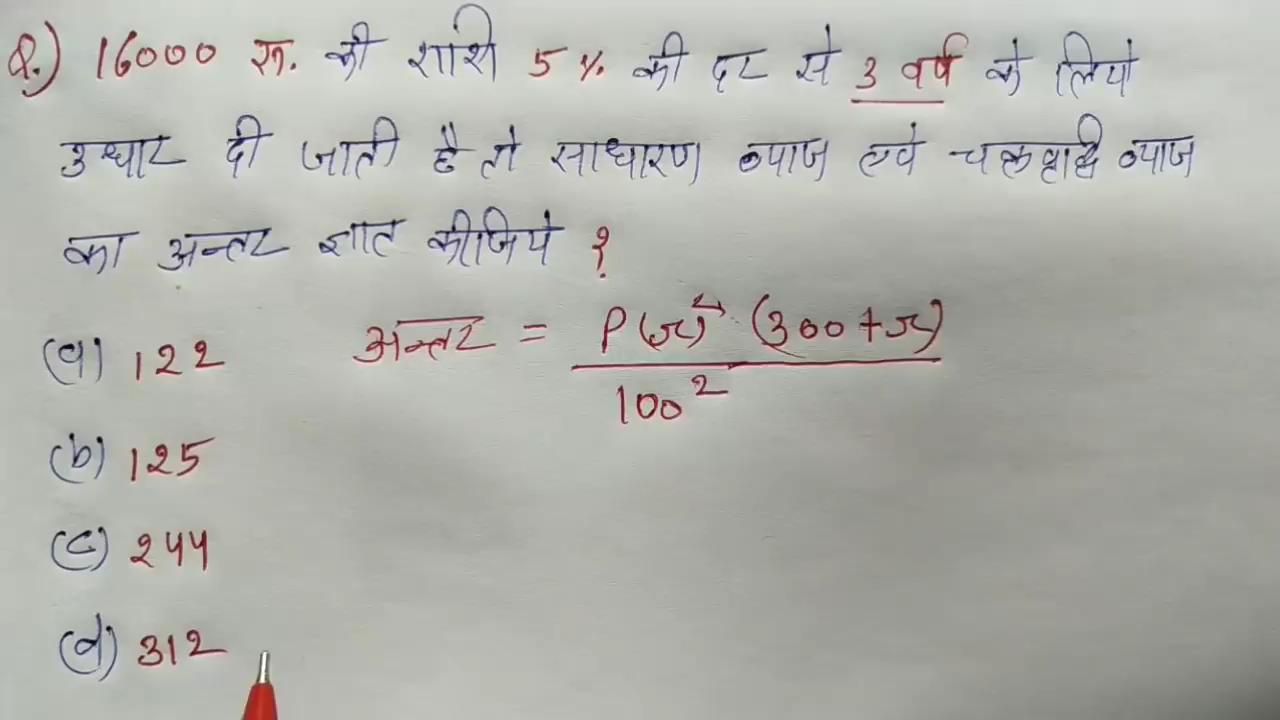 Q.) 16000 रु. की राशि 5 % की दर से 3 वर्ष के लिये
उधार दी जाती है तो साधारण ब्याज एवं चक्रवृद्धि ब्याज
का अन्तर ज्ञात कीजिये ?
(a) 122
अन्तर = P(r)² (300+r) / 100²
(b) 125
(c) 244
(d) 312